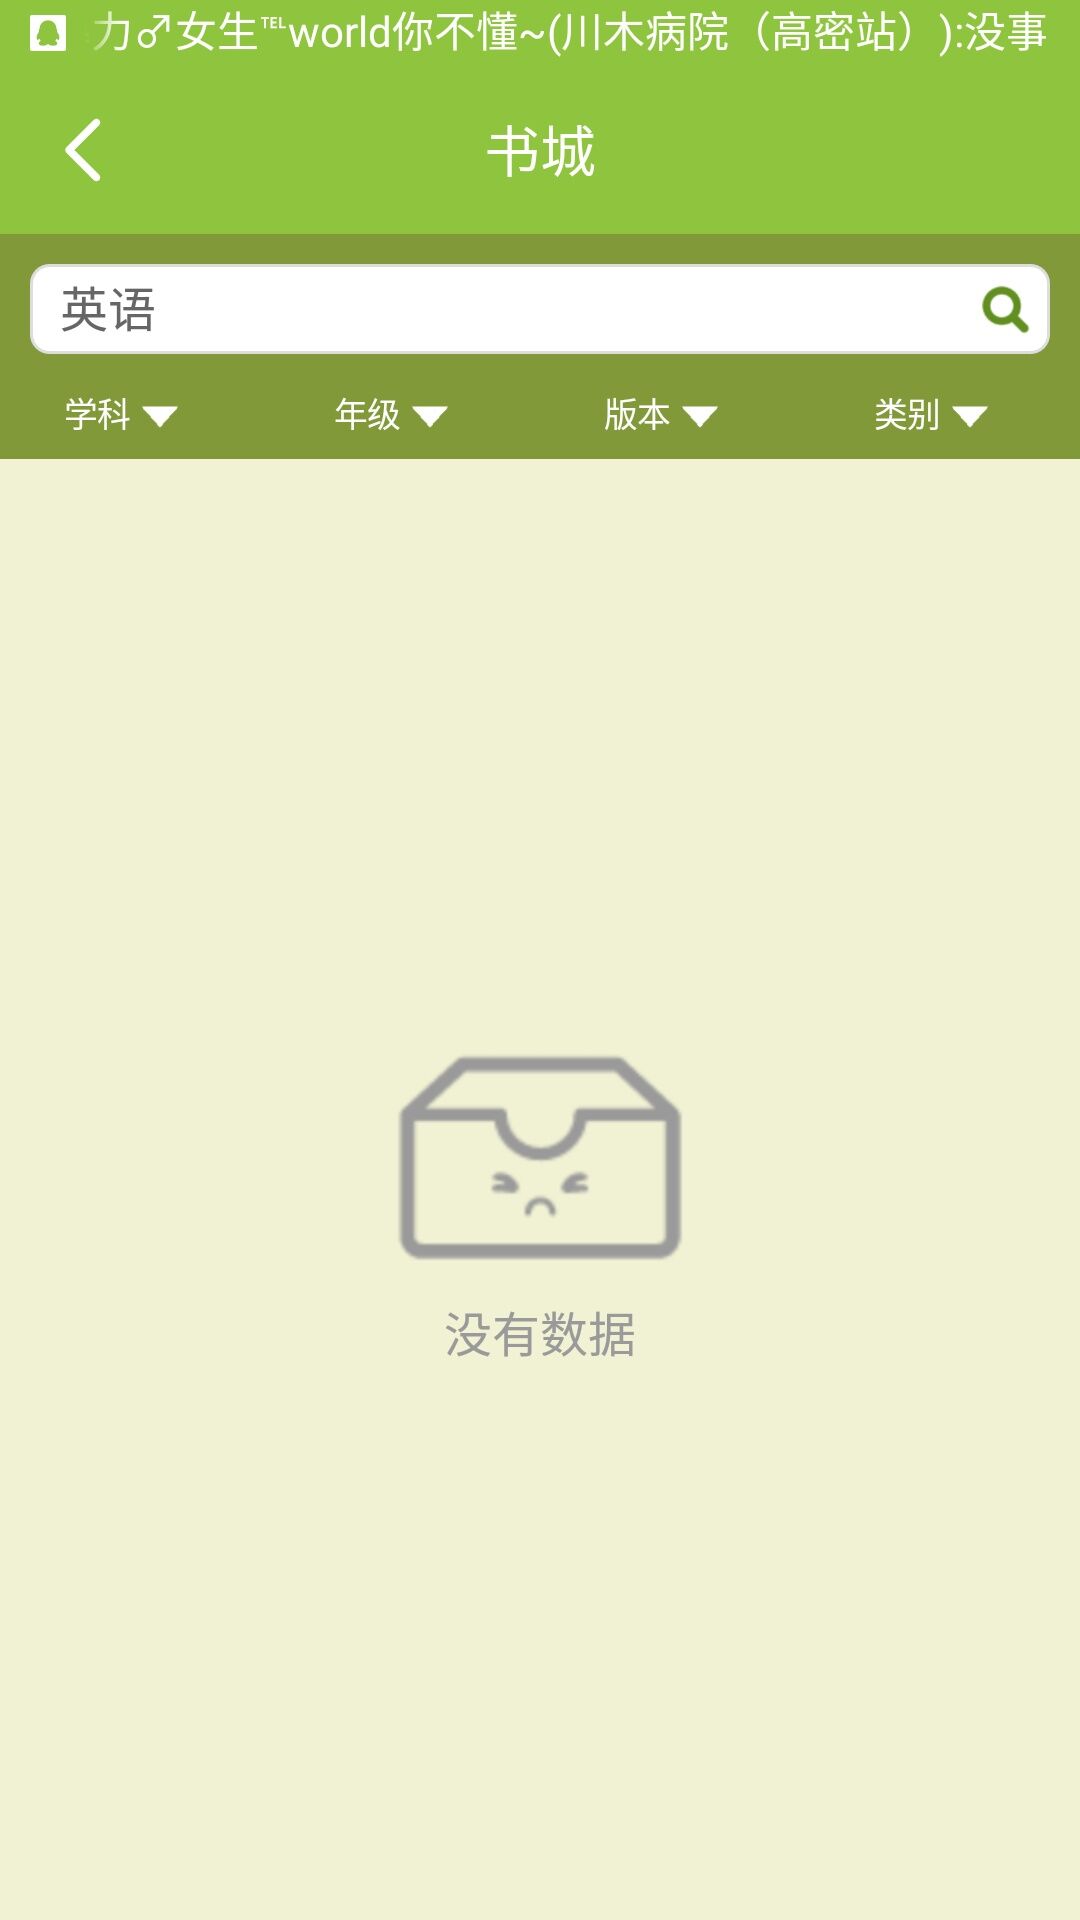 力♂女生℡world你不懂~(川木病院（高密站）):没事
书城
英语
学科 年级 版本 类别
没有数据